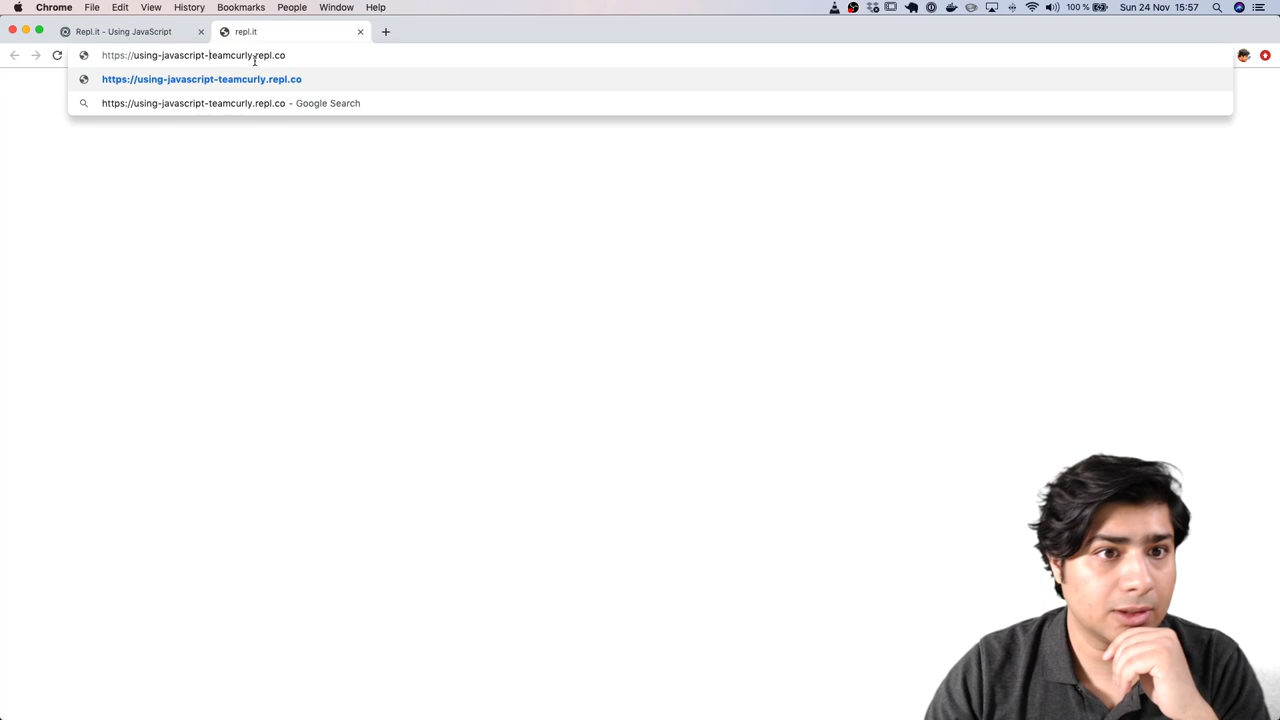 Chrome File Edit View History Bookmarks People Window Help 100 % Sun 24 Nov 15:57
Repl.it - Using JavaScript repl.it
https://using-javascript-teamcurly.repl.co
https://using-javascript-teamcurly.repl.co
https://using-javascript-teamcurly.repl.co - Google Search